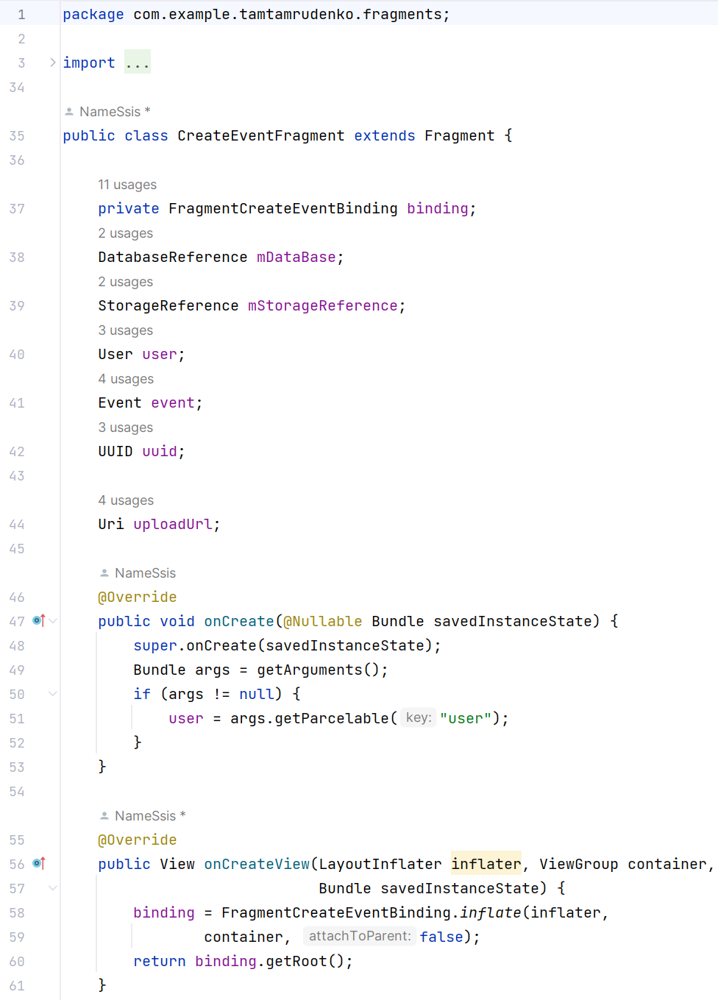 1 package com.example.tamtamrudenko.fragments;
2
3 import ...
34
NameSsis *
35 public class CreateEventFragment extends Fragment {
36
11 usages
37 private FragmentCreateEventBinding binding;
2 usages
38 DatabaseReference mDataBase;
2 usages
39 StorageReference mStorageReference;
3 usages
40 User user;
4 usages
41 Event event;
3 usages
42 UUID uuid;
43
4 usages
44 Uri uploadUrl;
45
NameSsis
46 @Override
47 public void onCreate(@Nullable Bundle savedInstanceState) {
48 super.onCreate(savedInstanceState);
49 Bundle args = getArguments();
50 if (args != null) {
51 user = args.getParcelable( key: "user");
52 }
53 }
54
NameSsis *
55 @Override
56 public View onCreateView(LayoutInflater inflater, ViewGroup container,
57 Bundle savedInstanceState) {
58 binding = FragmentCreateEventBinding.inflate(inflater,
59 container, attachToParent: false);
60 return binding.getRoot();
61 }